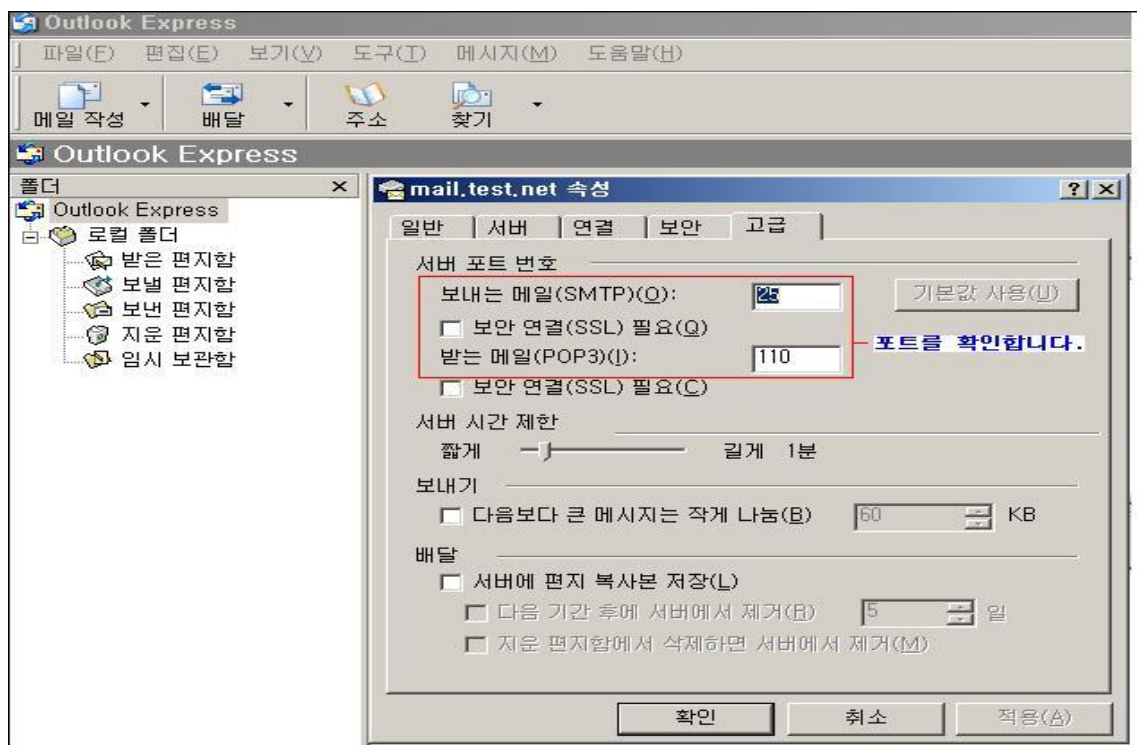 Outlook Express
파일(F) 편집(E) 보기(V) 도구(T) 메시지(M) 도움말(H)
메일 작성 배달 주소 찾기
Outlook Express
폴더
Outlook Express
로컬 폴더
받은 편지함
보낼 편지함
보낸 편지함
지운 편지함
임시 보관함
mail.test.net 속성
일반 서버 연결 보안 고급
서버 포트 번호
보내는 메일(SMTP)(O): 25 기본값 사용(U)
보안 연결(SSL) 필요(Q)
포트를 확인합니다.
받는 메일(POP3)(I): 110
보안 연결(SSL) 필요(C)
서버 시간 제한
짧게 길게 1분
보내기
다음보다 큰 메시지는 작게 나눔(B) 60 KB
배달
서버에 편지 복사본 저장(L)
다음 기간 후에 서버에서 제거(R) 5 일
지운 편지함에서 삭제하면 서버에서 제거(M)
확인 취소 적용(A)